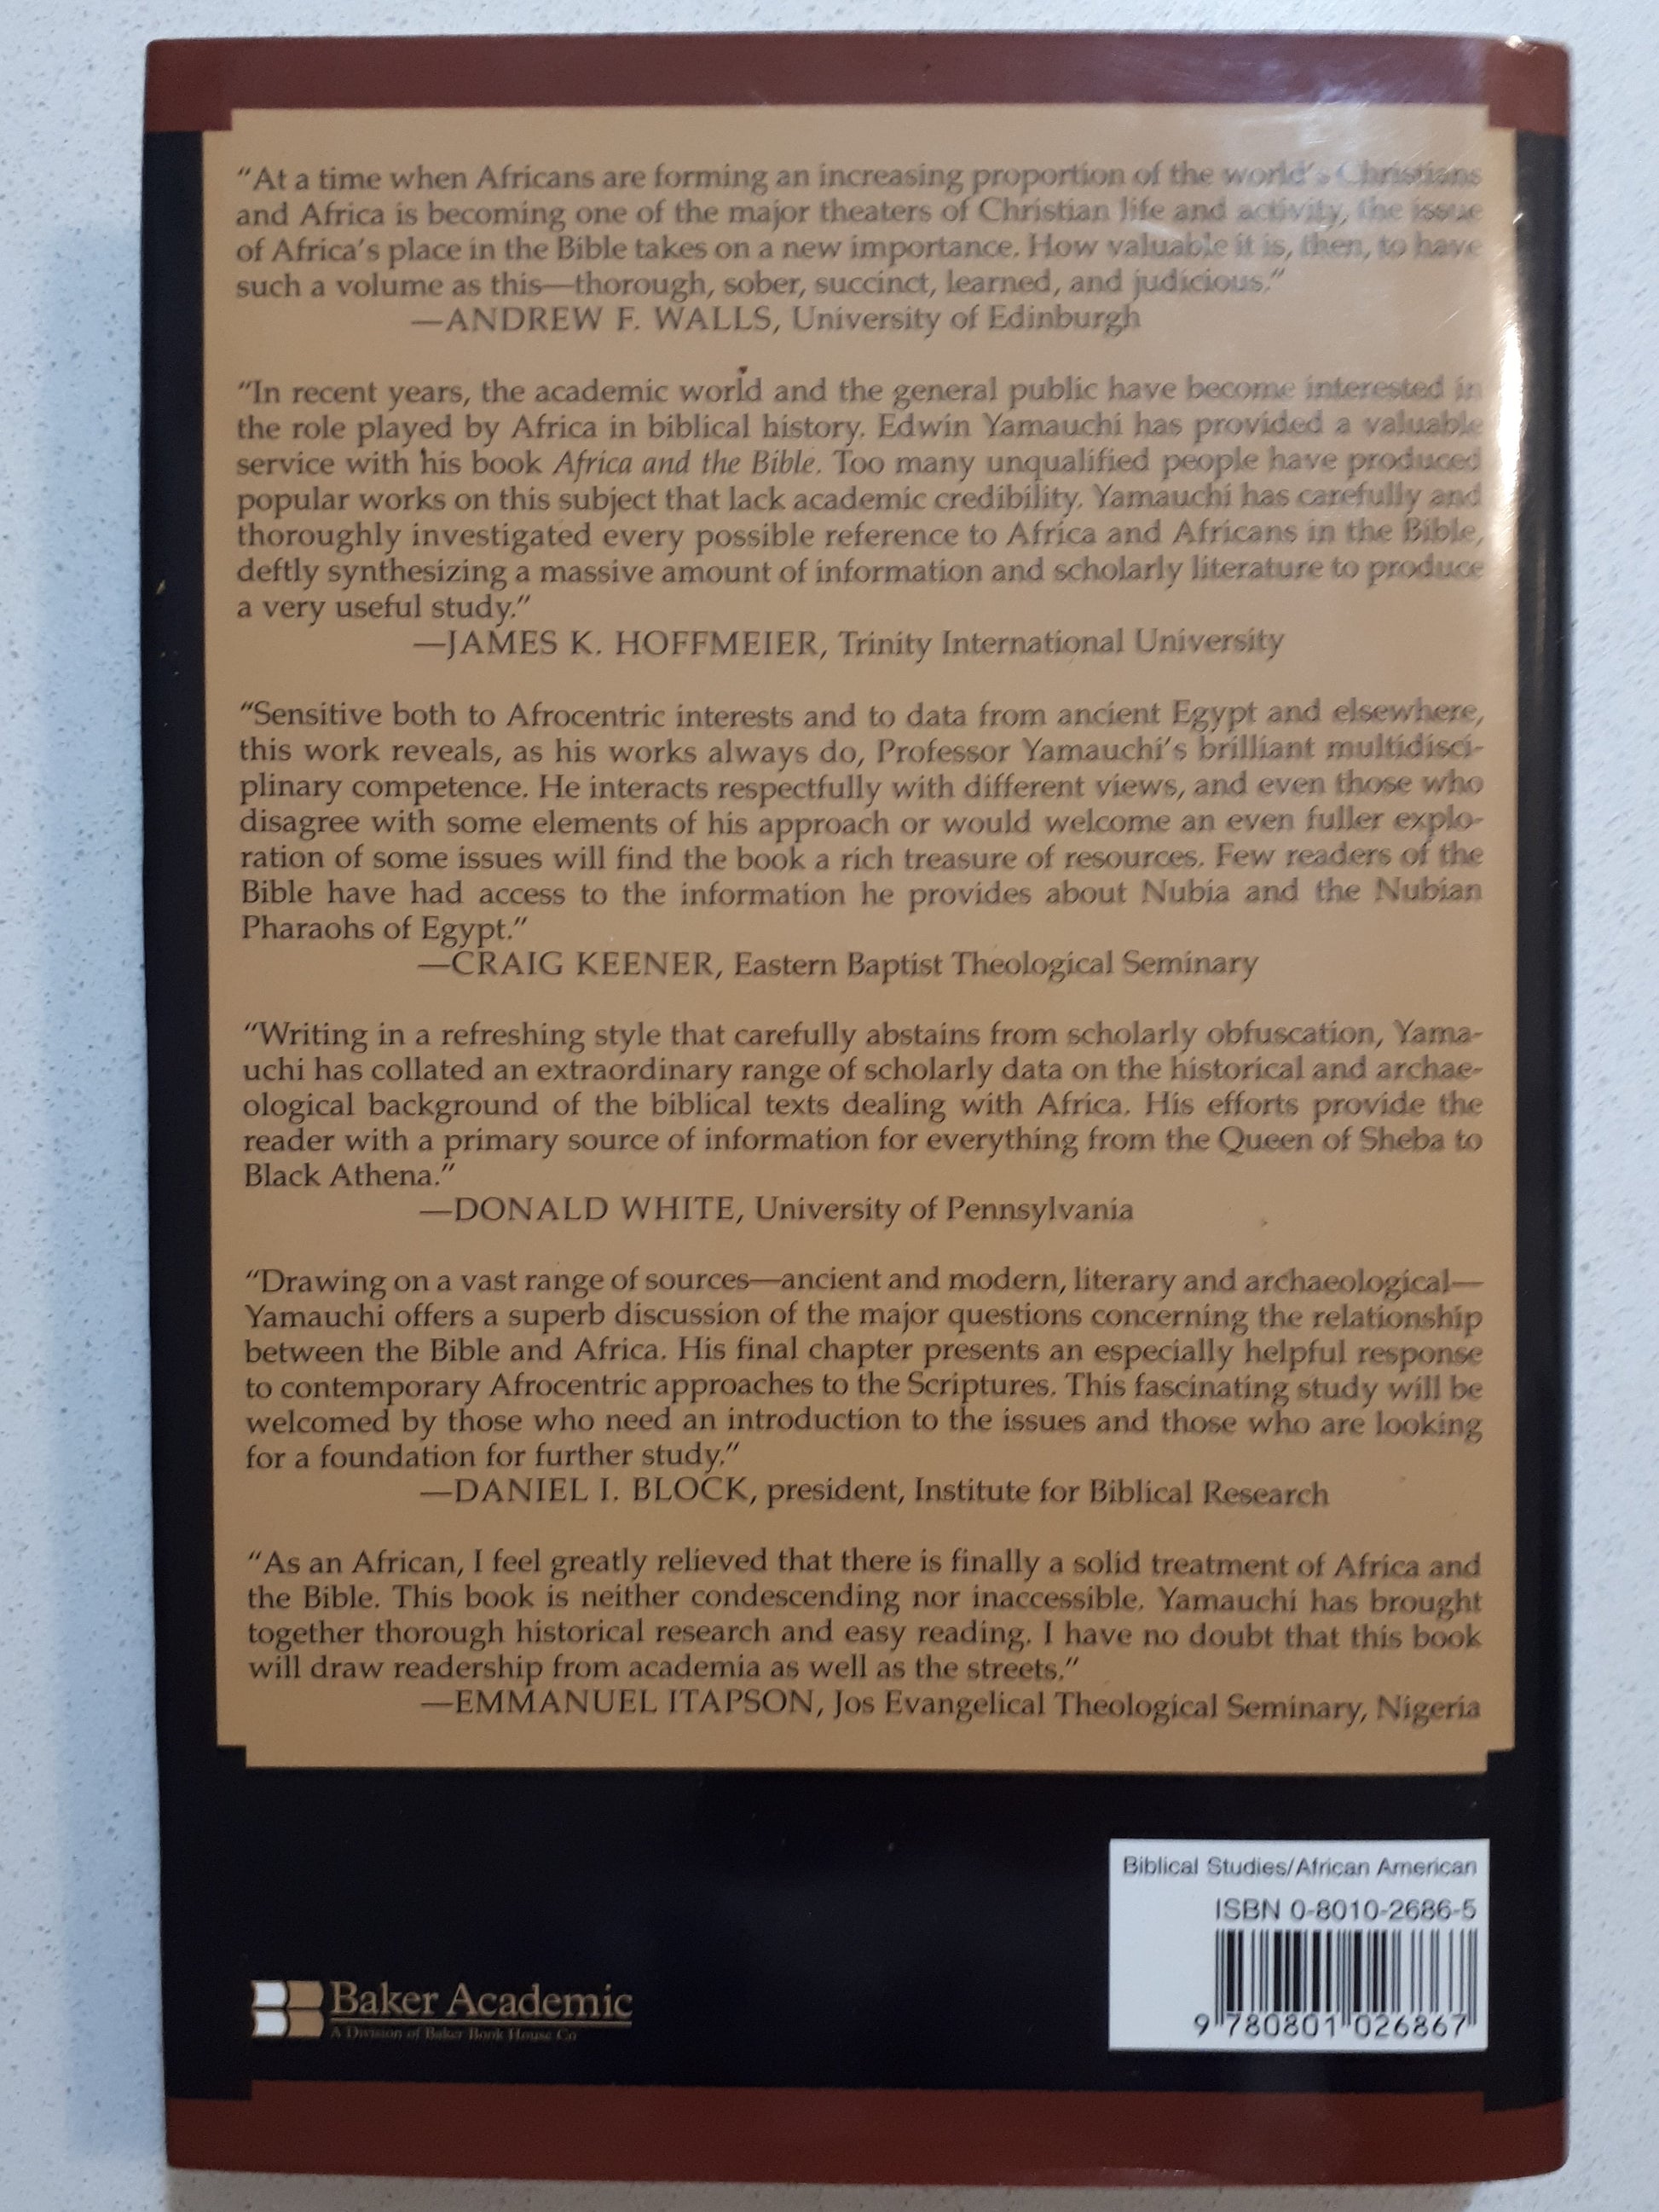 “At a time when Africans are forming an increasing proportion of the world’s Christians
and Africa is becoming one of the major theaters of Christian life and activity, the issue
of Africa’s place in the Bible takes on a new importance. How valuable it is, then, to have
such a volume as this—thorough, sober, succinct, learned, and judicious.”
—ANDREW F. WALLS, University of Edinburgh
“In recent years, the academic world and the general public have become interested in
the role played by Africa in biblical history. Edwin Yamauchi has provided a valuable
service with his book Africa and the Bible. Too many unqualified people have produced
popular works on this subject that lack academic credibility. Yamauchi has carefully and
thoroughly investigated every possible reference to Africa and Africans in the Bible,
deftly synthesizing a massive amount of information and scholarly literature to produce
a very useful study.”
—JAMES K. HOFFMEIER, Trinity International University
“Sensitive both to Afrocentric interests and to data from ancient Egypt and elsewhere,
this work reveals, as his works always do, Professor Yamauchi’s brilliant multidisci-
plinary competence. He interacts respectfully with different views, and even those who
disagree with some elements of his approach or would welcome an even fuller explo-
ration of some issues will find the book a rich treasure of resources. Few readers of the
Bible have had access to the information he provides about Nubia and the Nubian
Pharaohs of Egypt.”
—CRAIG KEENER, Eastern Baptist Theological Seminary
“Writing in a refreshing style that carefully abstains from scholarly obfuscation, Yama-
uchi has collated an extraordinary range of scholarly data on the historical and archae-
ological background of the biblical texts dealing with Africa. His efforts provide the
reader with a primary source of information for everything from the Queen of Sheba to
Black Athena.”
—DONALD WHITE, University of Pennsylvania
“Drawing on a vast range of sources—ancient and modern, literary and archaeological—
Yamauchi offers a superb discussion of the major questions concerning the relationship
between the Bible and Africa. His final chapter presents an especially helpful response
to contemporary Afrocentric approaches to the Scriptures. This fascinating study will be
welcomed by those who need an introduction to the issues and those who are looking
for a foundation for further study.”
—DANIEL I. BLOCK, president, Institute for Biblical Research
“As an African, I feel greatly relieved that there is finally a solid treatment of Africa and
the Bible. This book is neither condescending nor inaccessible. Yamauchi has brought
together thorough historical research and easy reading. I have no doubt that this book
will draw readership from academia as well as the streets.”
—EMMANUEL ITAPSON, Jos Evangelical Theological Seminary, Nigeria
Biblical Studies/African American
ISBN 0-8010-2686-5
9 780801 026867
Baker Academic
A Division of Baker Book House Co